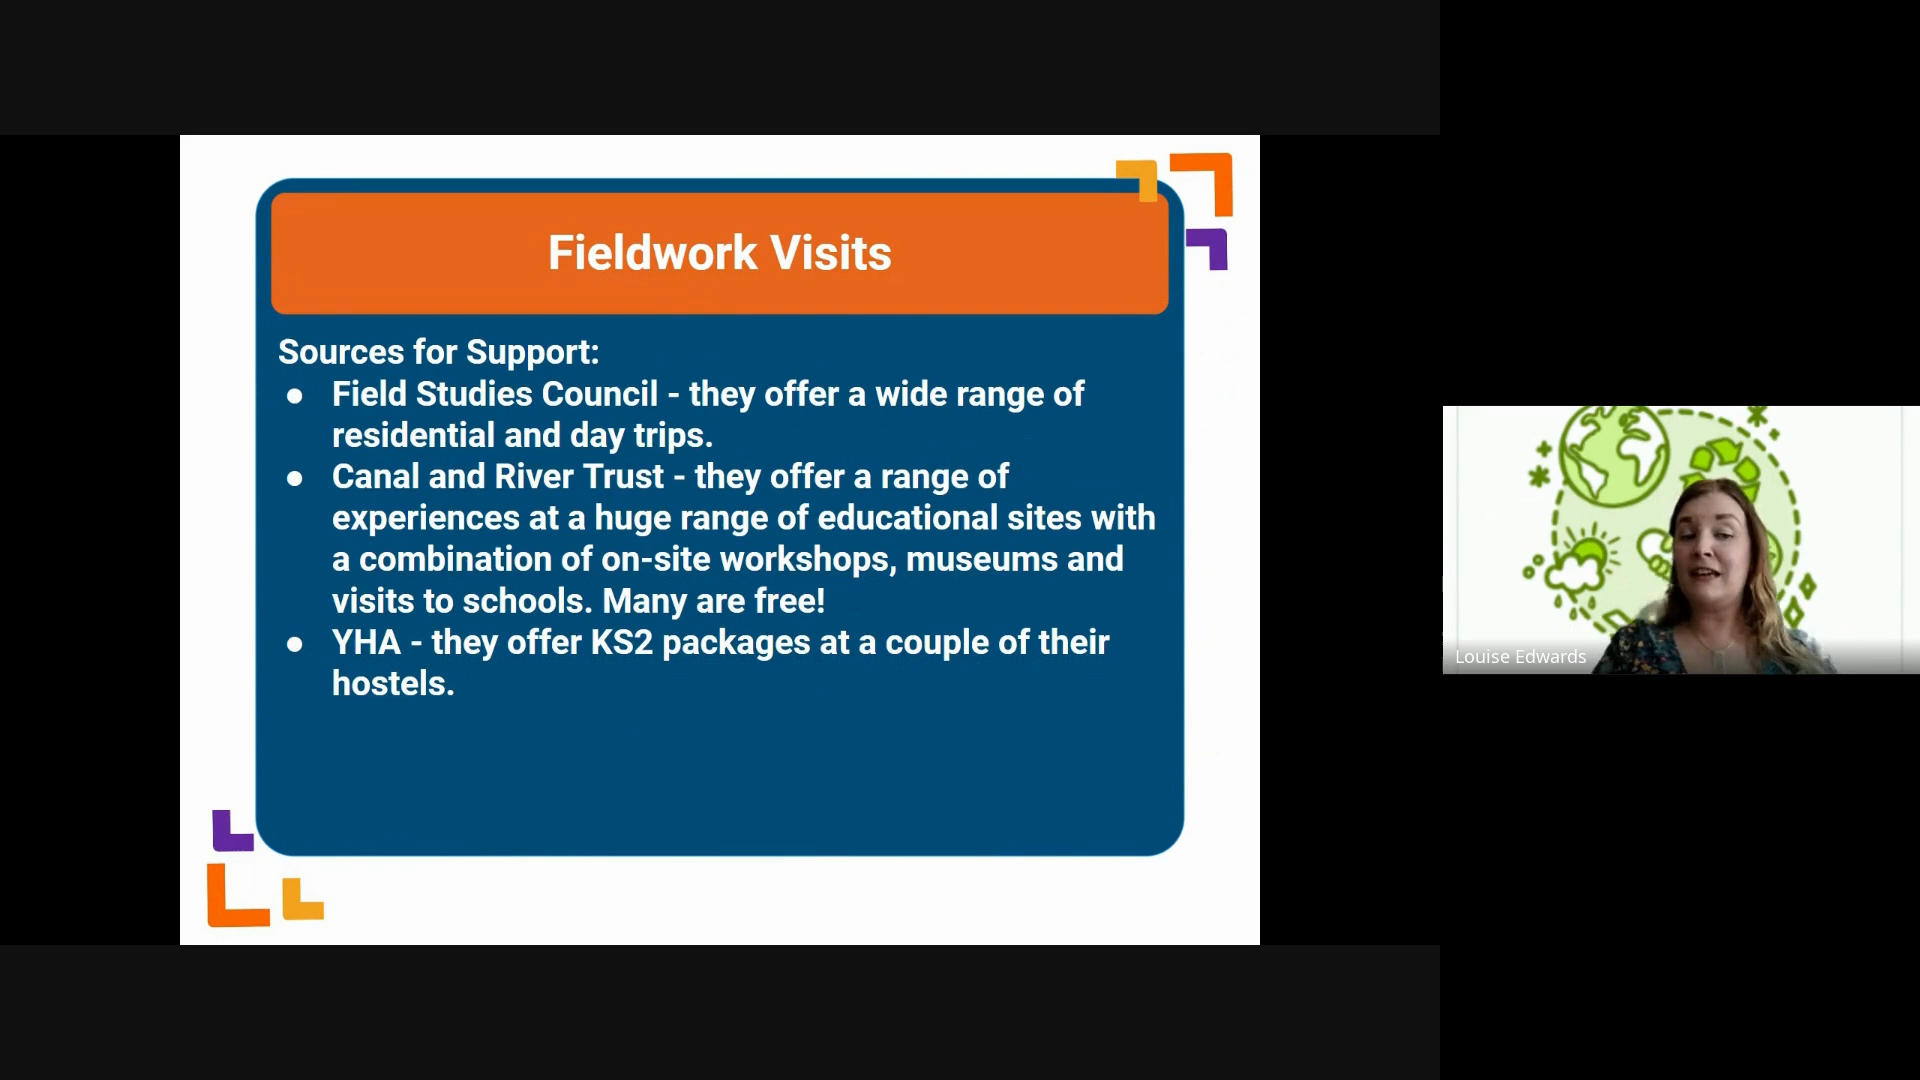 Fieldwork Visits
Sources for Support:
● Field Studies Council - they offer a wide range of
residential and day trips.
● Canal and River Trust - they offer a range of
experiences at a huge range of educational sites with
a combination of on-site workshops, museums and
visits to schools. Many are free!
● YHA - they offer KS2 packages at a couple of their
hostels.
Louise Edwards